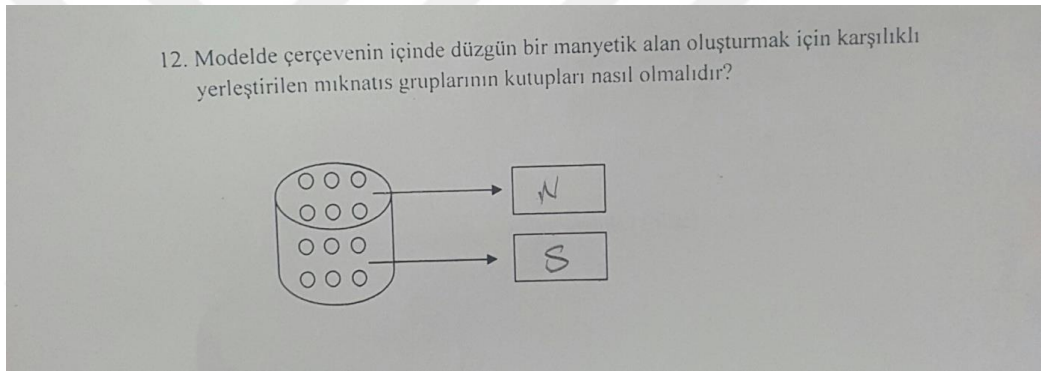 12. Modelde çerçevenin içinde düzgün bir manyetik alan oluşturmak için karşılıklı
yerleştirilen mıknatıs gruplarının kutupları nasıl olmalıdır?
N
S